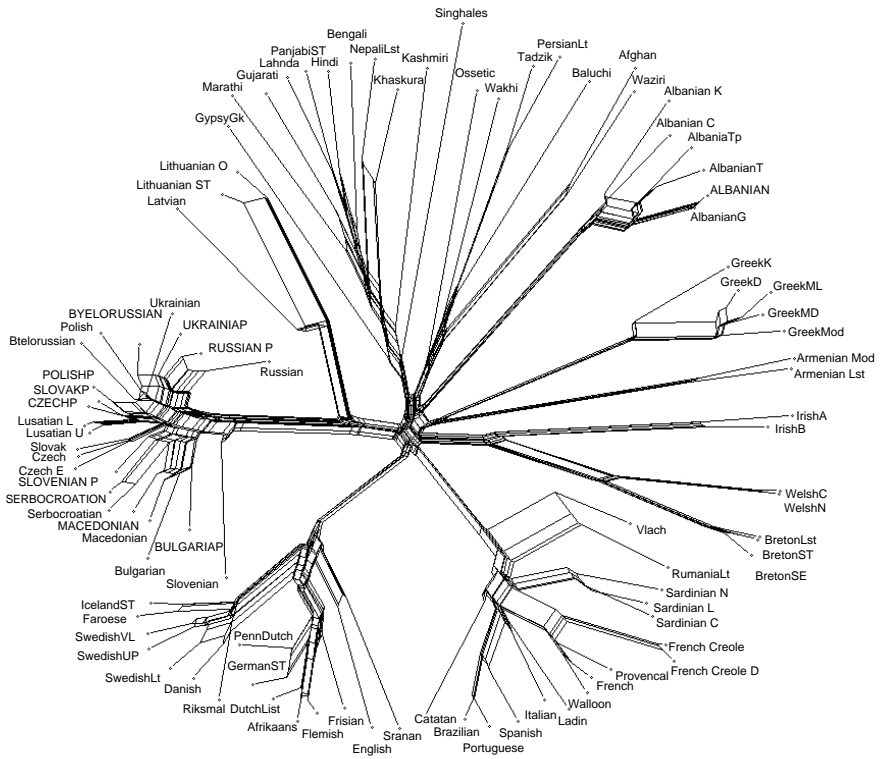 Singhales
Bengali
PersianLt
NepaliLst
PanjabiST
Tadzik
Afghan
Kashmiri
Lahnda
Hindi
Ossetic
Baluchi
Gujarati
Khaskura
Wakhi
Waziri
Marathi
Albanian K
GypsyGk
Albanian C
AlbaniaTp
Lithuanian O
AlbanianT
Lithuanian ST
ALBANIAN
Latvian
AlbanianG
GreekK
GreekD
GreekML
Ukrainian
BYELORUSSIAN
GreekMD
Polish
UKRAINIAP
GreekMod
Btelorussian
RUSSIAN P
Armenian Mod
Russian
Armenian Lst
POLISHP
SLOVAKP
CZECHP
IrishA
Lusatian L
IrishB
Lusatian U
Slovak
Czech
Czech E
SLOVENIAN P
WelshC
SERBOCROATION
WelshN
Serbocroatian
MACEDONIAN
Vlach
Macedonian
BretonLst
BULGARIAP
BretonST
Bulgarian
RumaniaLt
BretonSE
Slovenian
Sardinian N
IcelandST
Sardinian L
Faroese
Sardinian C
SwedishVL
PennDutch
French Creole
SwedishUP
GermanST
Provencal
French Creole D
SwedishLt
French
Danish
Walloon
Riksmal
DutchList
Frisian
Catatan
Italian
Ladin
Afrikaans
Flemish
Sranan
Brazilian
Spanish
English
Portuguese